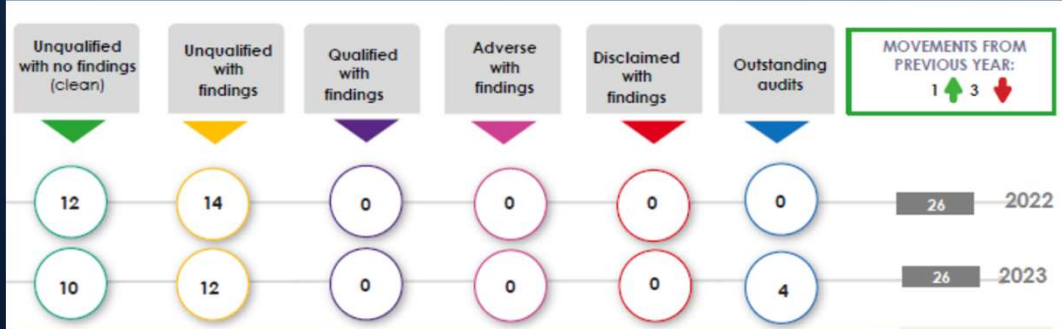 Unqualified
with no findings
(clean)
Unqualified
with
findings
Qualified
with
findings
Adverse
with
findings
Disclaimed
with
findings
Outstanding
audits
MOVEMENTS FROM
PREVIOUS YEAR:
1 3
12 14 0 0 0 0 26 2022
10 12 0 0 0 4 26 2023